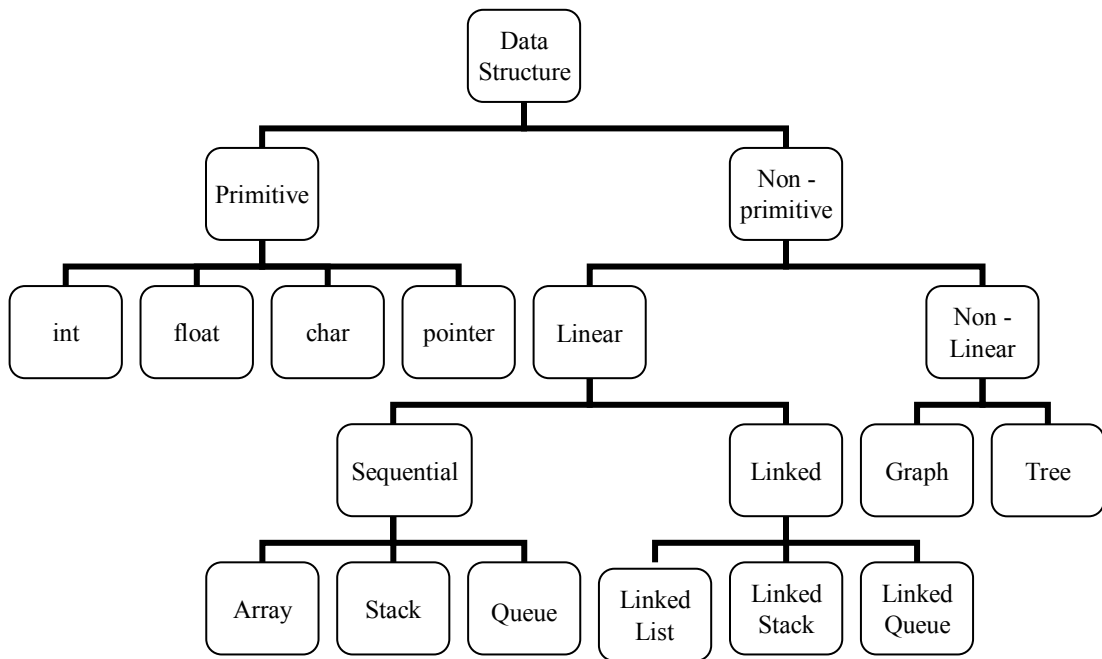 Data
Structure
Primitive
Non -
primitive
int
float
char
pointer
Linear
Non -
Linear
Sequential
Linked
Graph
Tree
Array
Stack
Queue
Linked
List
Linked
Stack
Linked
Queue